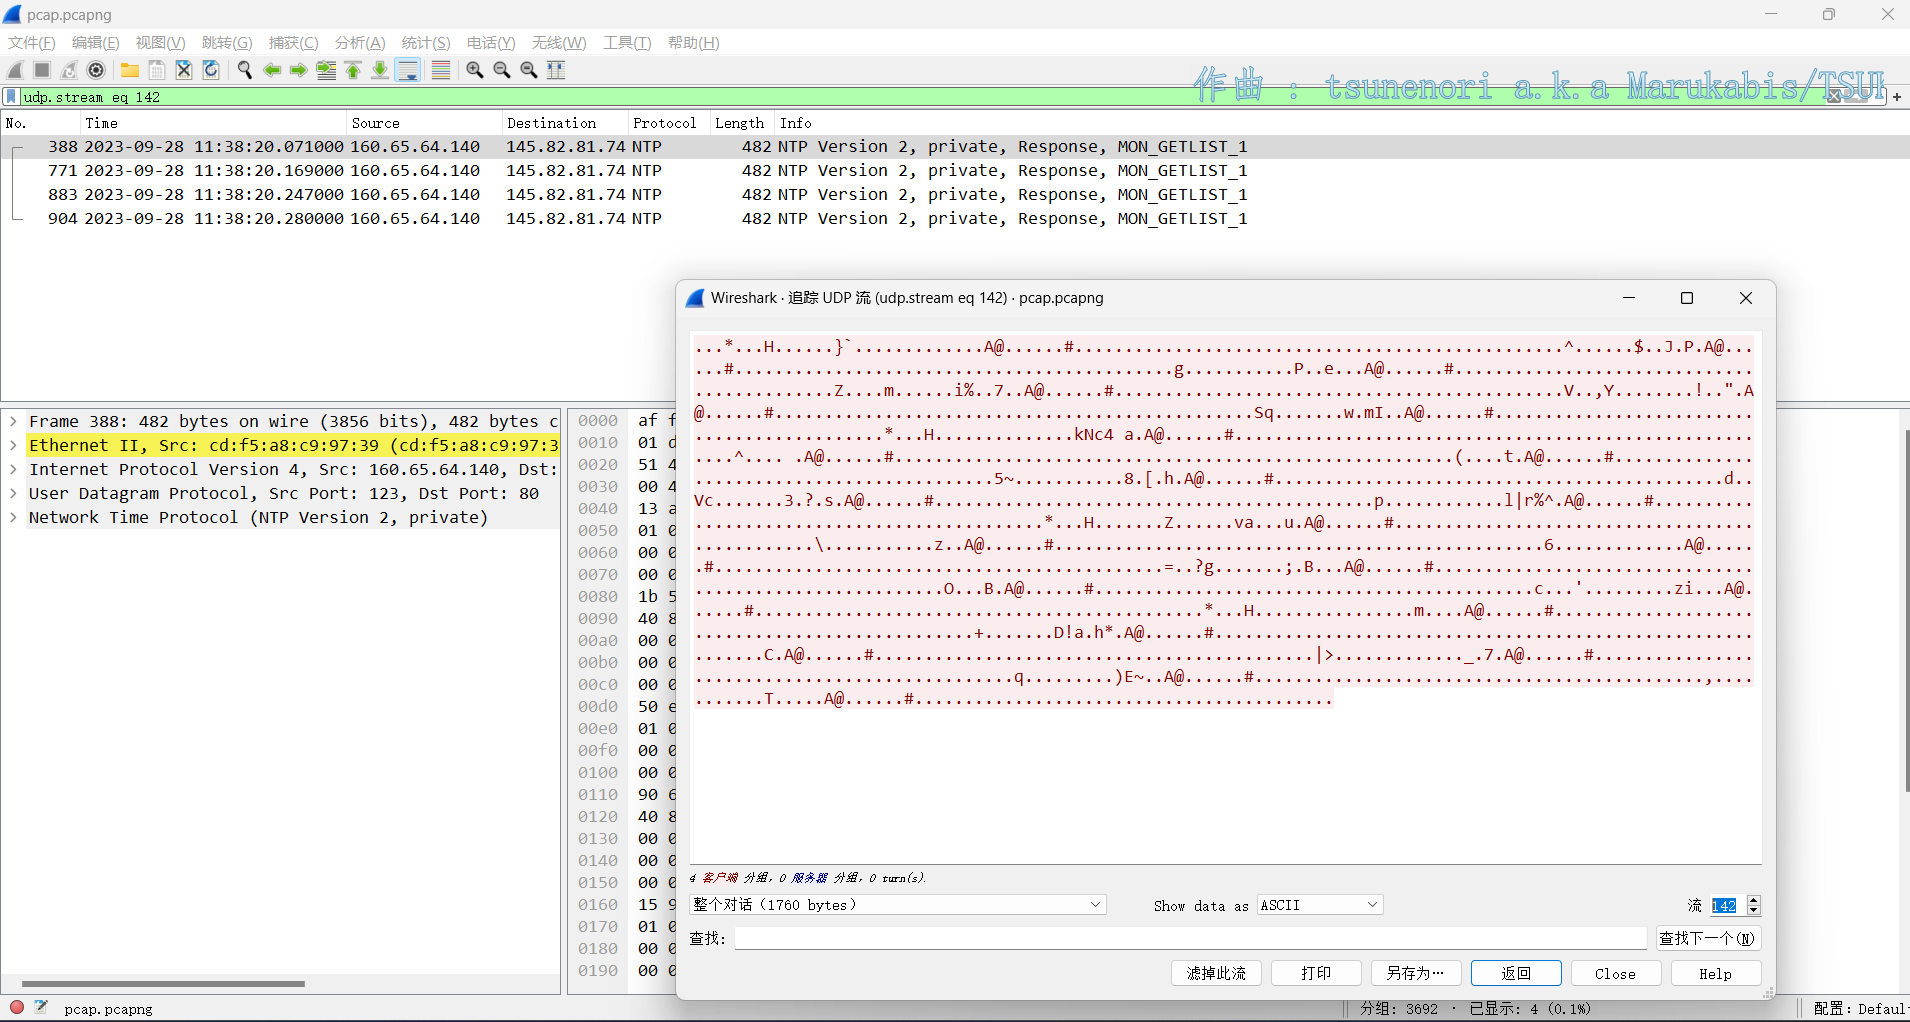 pcap.pcapng
文件(F) 编辑(E) 视图(V) 跳转(G) 捕获(C) 分析(A) 统计(S) 电话(Y) 无线(W) 工具(T) 帮助(H)
作曲 : tsunenori a.k.a Marukabis/TSU
udp.stream eq 142
No. Time Source Destination Protocol Length Info
388 2023-09-28 11:38:20.071000 160.65.64.140 145.82.81.74 NTP 482 NTP Version 2, private, Response, MON_GETLIST_1
771 2023-09-28 11:38:20.169000 160.65.64.140 145.82.81.74 NTP 482 NTP Version 2, private, Response, MON_GETLIST_1
883 2023-09-28 11:38:20.247000 160.65.64.140 145.82.81.74 NTP 482 NTP Version 2, private, Response, MON_GETLIST_1
904 2023-09-28 11:38:20.280000 160.65.64.140 145.82.81.74 NTP 482 NTP Version 2, private, Response, MON_GETLIST_1
Frame 388: 482 bytes on wire (3856 bits), 482 bytes c
Ethernet II, Src: cd:f5:a8:c9:97:39 (cd:f5:a8:c9:97:3
Internet Protocol Version 4, Src: 160.65.64.140, Dst:
User Datagram Protocol, Src Port: 123, Dst Port: 80
Network Time Protocol (NTP Version 2, private)
0000 af f
0010 01 d
0020 51 4
0030 00 4
0040 13 a
0050 01 0
0060 00 0
0070 00 0
0080 1b 5
0090 40 8
00a0 00 0
00b0 00 0
00c0 00 0
00d0 50 e
00e0 01 0
00f0 00 0
0100 00 0
0110 90 6
0120 40 8
0130 00 0
0140 00 0
0150 00 0
0160 15 9
0170 01 0
0180 00 0
0190 00 0
Wireshark · 追踪 UDP 流 (udp.stream eq 142) · pcap.pcapng
4 客户端 分组, 0 服务器 分组, 0 turn(s).
整个对话 (1760 bytes)
Show data as ASCII
流 142
查找:
查找下一个(N)
滤掉此流 打印 另存为… 返回 Close Help
pcap.pcapng
分组: 3692 · 已显示: 4 (0.1%)
配置: Defaul